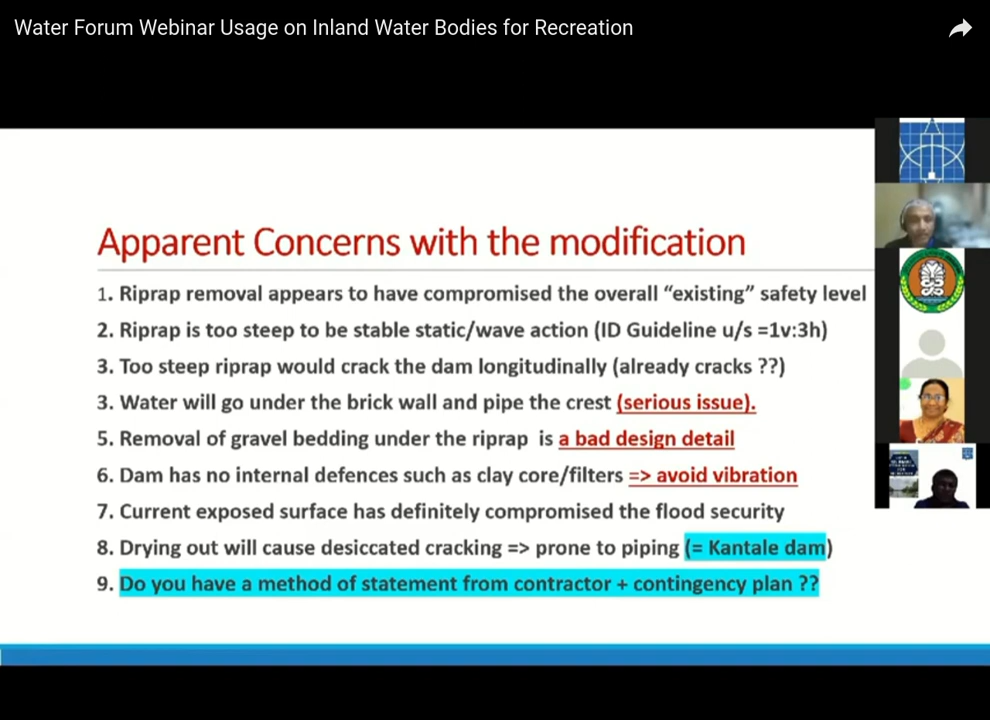 Water Forum Webinar Usage on Inland Water Bodies for Recreation
Apparent Concerns with the modification
1. Riprap removal appears to have compromised the overall “existing” safety level
2. Riprap is too steep to be stable static/wave action (ID Guideline u/s =1v:3h)
3. Too steep riprap would crack the dam longitudinally (already cracks ??)
3. Water will go under the brick wall and pipe the crest (serious issue).
5. Removal of gravel bedding under the riprap is a bad design detail
6. Dam has no internal defences such as clay core/filters => avoid vibration
7. Current exposed surface has definitely compromised the flood security
8. Drying out will cause desiccated cracking => prone to piping (= Kantale dam)
9. Do you have a method of statement from contractor + contingency plan ??